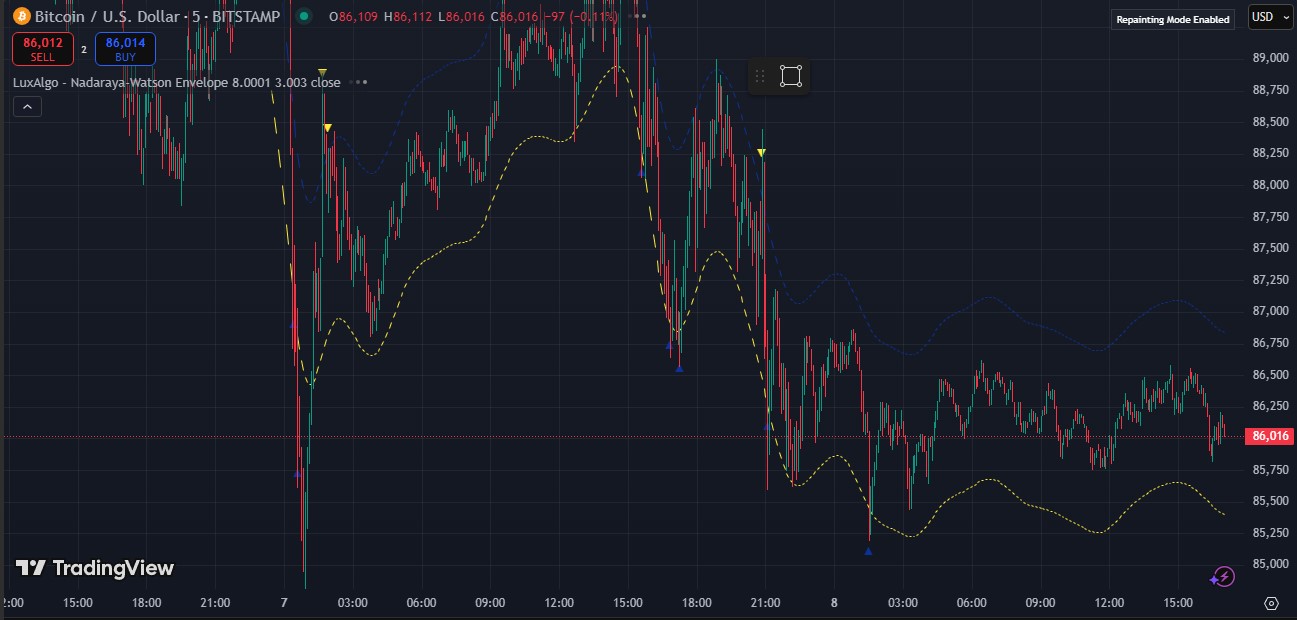 Bitcoin / U.S. Dollar · 5 · BITSTAMP O86,109 H86,112 L86,016 C86,016 −97 (−0.11%)
Repainting Mode Enabled
USD
86,012 SELL
2
86,014 BUY
LuxAlgo - Nadaraya-Watson Envelope 8.0001 3.003 close
89,000
88,750
88,500
88,250
88,000
87,750
87,500
87,250
87,000
86,750
86,500
86,250
86,016
85,750
85,500
85,250
85,000
TradingView
2:00 15:00 18:00 21:00 7 03:00 06:00 09:00 12:00 15:00 18:00 21:00 8 03:00 06:00 09:00 12:00 15:00